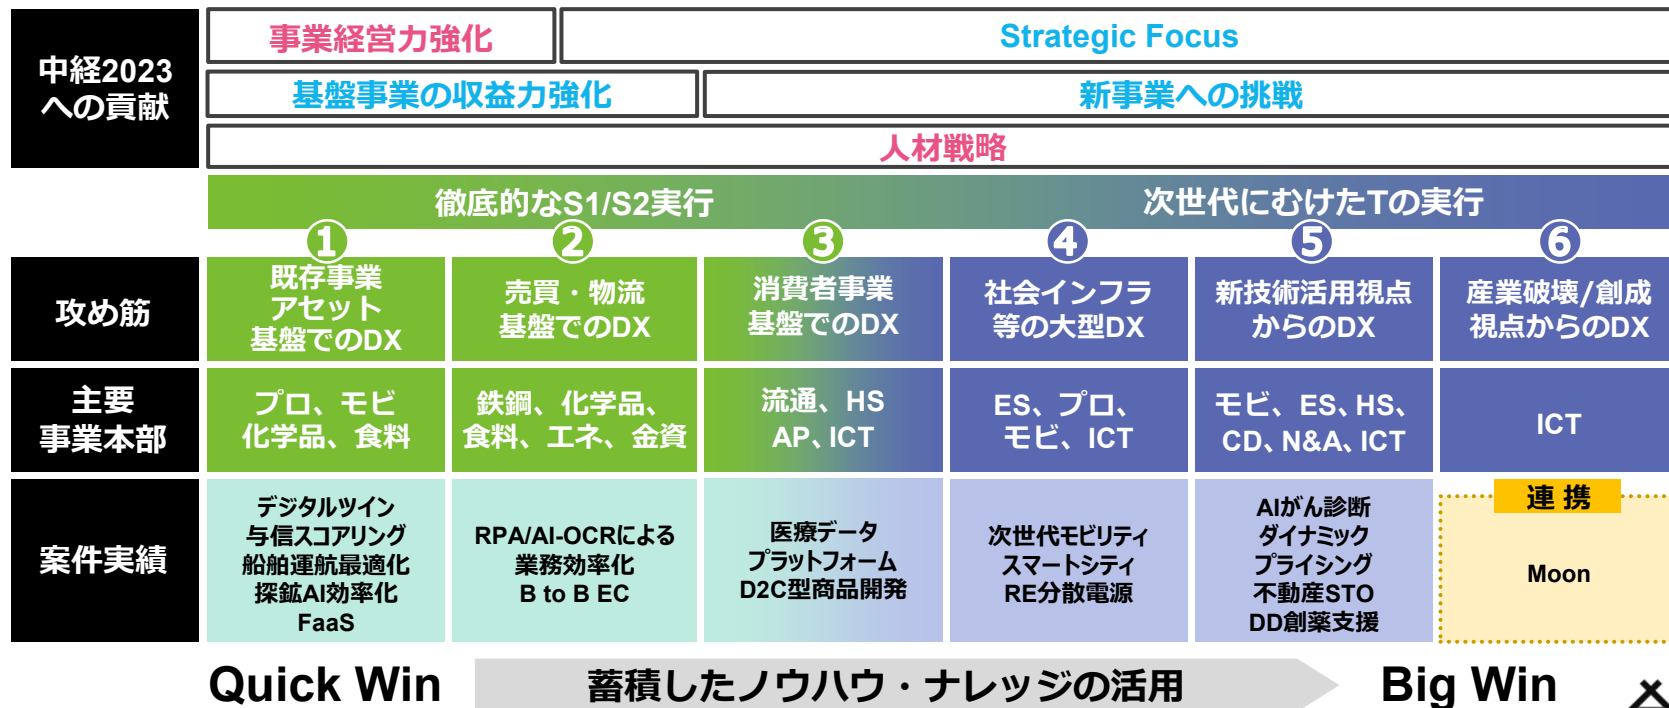 中経2023
への貢献
事業経営力強化
Strategic Focus
基盤事業の収益力強化
新事業への挑戦
人材戦略
徹底的なS1/S2実行
次世代にむけたTの実行
1
2
3
4
5
6
攻め筋
既存事業
アセット
基盤でのDX
売買・物流
基盤でのDX
消費者事業
基盤でのDX
社会インフラ
等の大型DX
新技術活用視点
からのDX
産業破壊/創成
視点からのDX
主要
事業本部
プロ、モビ
化学品、食料
鉄鋼、化学品、
食料、エネ、金資
流通、HS
AP、ICT
ES、プロ、
モビ、ICT
モビ、ES、HS、
CD、N&A、ICT
ICT
案件実績
デジタルツイン
与信スコアリング
船舶運航最適化
探鉱AI効率化
FaaS
RPA/AI-OCRによる
業務効率化
B to B EC
医療データ
プラットフォーム
D2C型商品開発
次世代モビリティ
スマートシティ
RE分散電源
AIがん診断
ダイナミック
プライシング
不動産STO
DD創薬支援
連携
Moon
Quick Win
蓄積したノウハウ・ナレッジの活用
Big Win